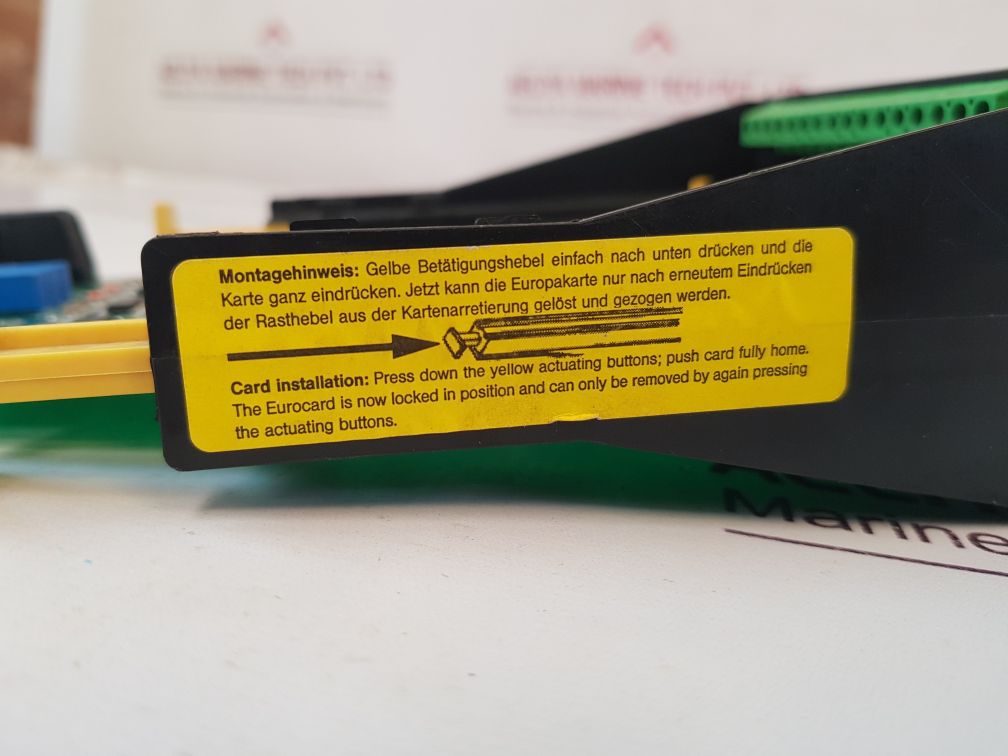 Montagehinweis: Gelbe Betätigungshebel einfach nach unten drücken und die
Karte ganz eindrücken. Jetzt kann die Europakarte nur nach erneutem Eindrücken
der Rasthebel aus der Kartenarretierung gelöst und gezogen werden.
Card installation: Press down the yellow actuating buttons; push card fully home.
The Eurocard is now locked in position and can only be removed by again pressing
the actuating buttons.
Marine